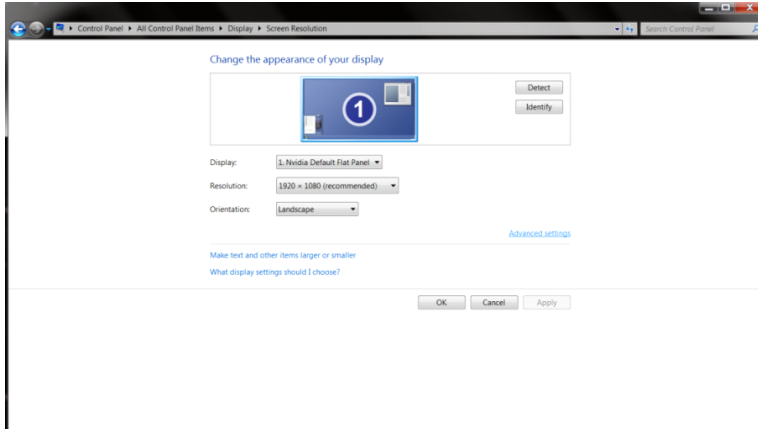 Control Panel ▸ All Control Panel Items ▸ Display ▸ Screen Resolution
Search Control Panel
Change the appearance of your display
1
Detect
Identify
Display: 1. Nvidia Default Flat Panel
Resolution: 1920 × 1080 (recommended)
Orientation: Landscape
Advanced settings
Make text and other items larger or smaller
What display settings should I choose?
OK Cancel Apply